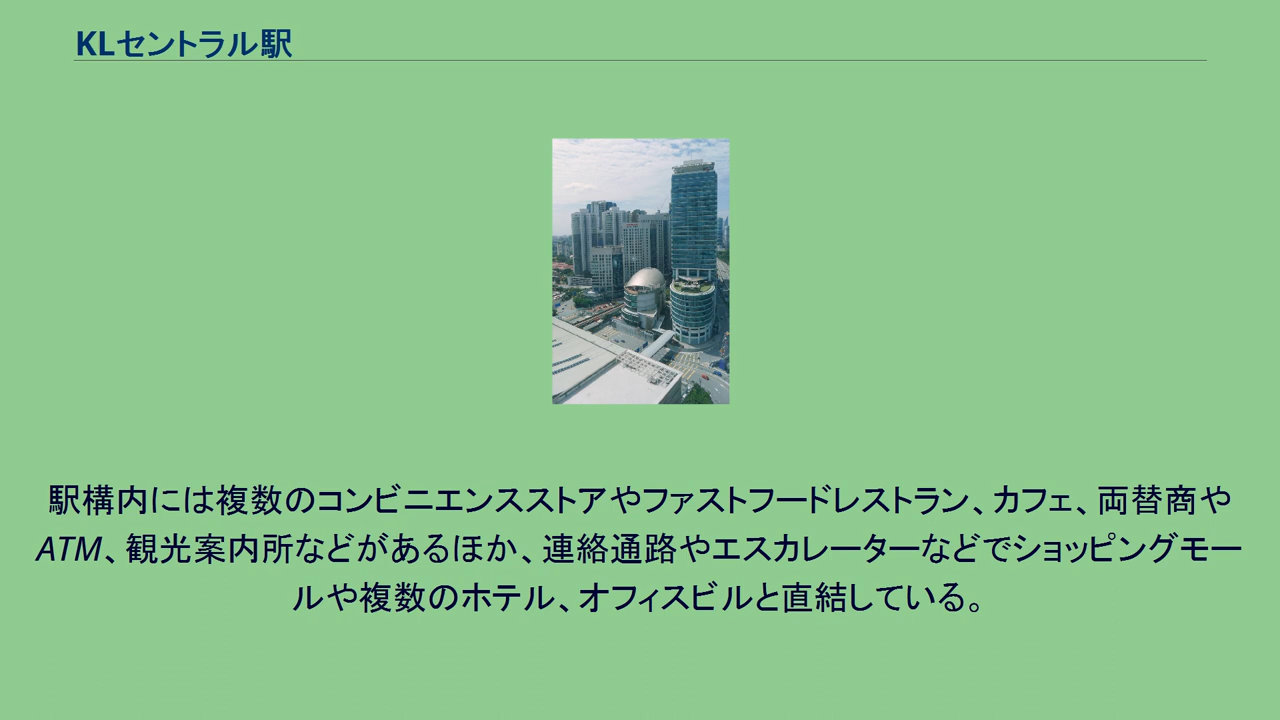 KLセントラル駅
駅構内には複数のコンビニエンスストアやファストフードレストラン、カフェ、両替商や
ATM、観光案内所などがあるほか、連絡通路やエスカレーターなどでショッピングモー
ルや複数のホテル、オフィスビルと直結している。